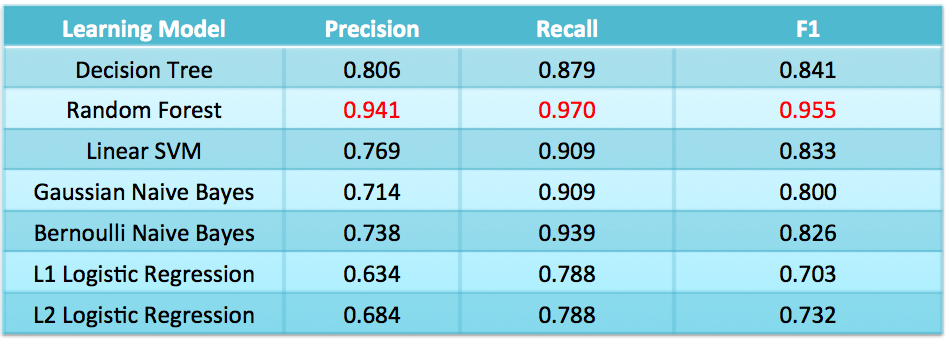 Learning Model Precision Recall F1
Decision Tree 0.806 0.879 0.841
Random Forest 0.941 0.970 0.955
Linear SVM 0.769 0.909 0.833
Gaussian Naive Bayes 0.714 0.909 0.800
Bernoulli Naive Bayes 0.738 0.939 0.826
L1 Logistic Regression 0.634 0.788 0.703
L2 Logistic Regression 0.684 0.788 0.732